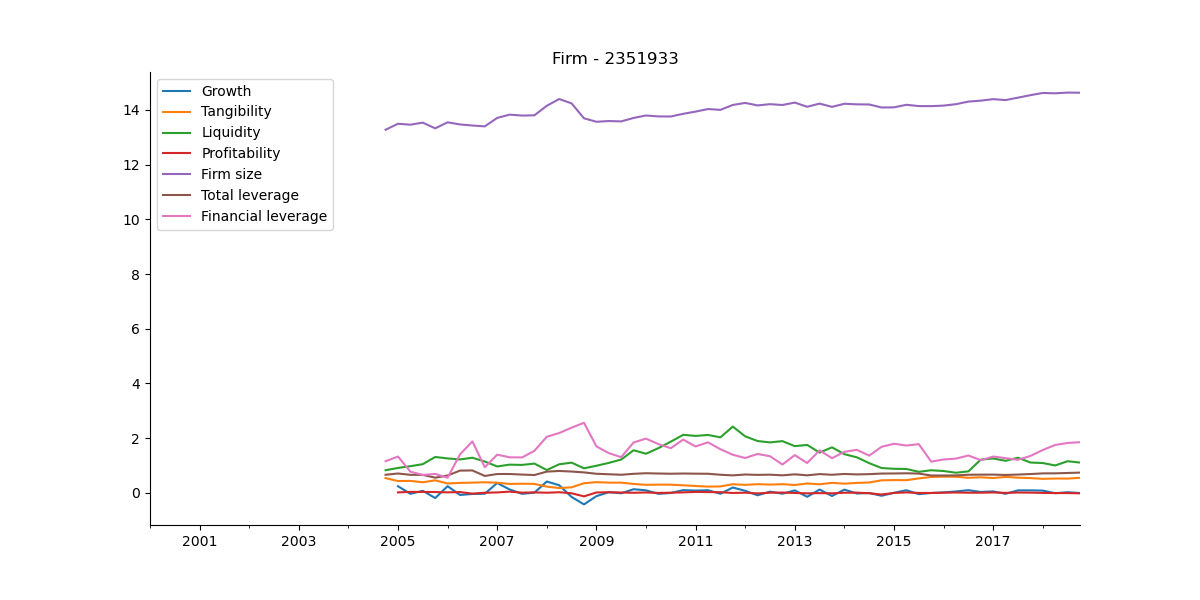 Firm - 2351933
Growth
Tangibility
Liquidity
Profitability
Firm size
Total leverage
Financial leverage
14
12
10
8
6
4
2
0
2001 2003 2005 2007 2009 2011 2013 2015 2017